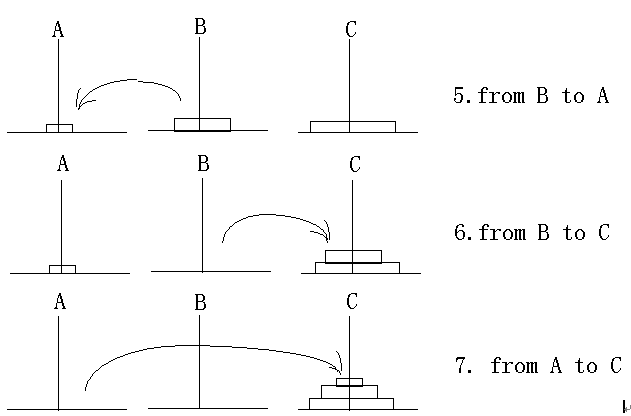 A B C
5.from B to A
A B C
6.from B to C
A B C
7. from A to C